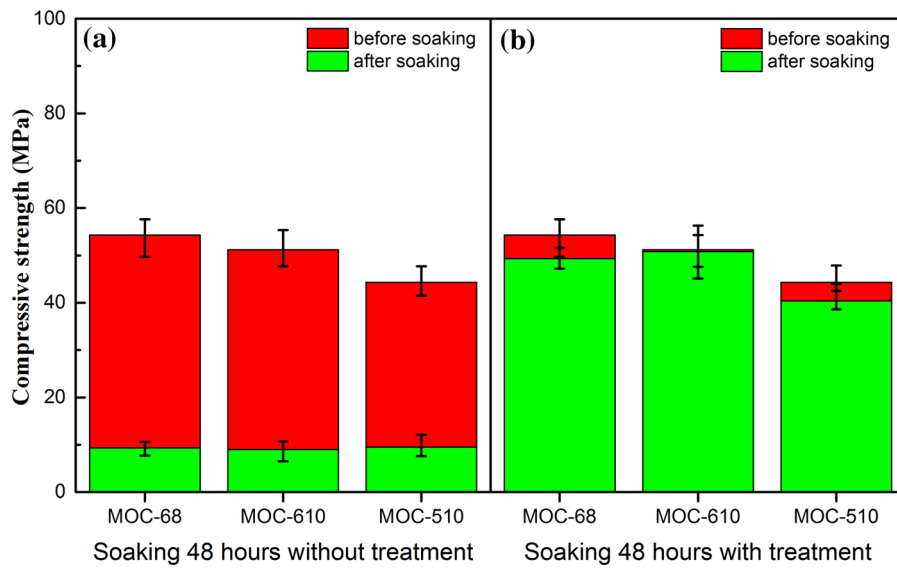 Compressive strength (MPa)
100
80
60
40
20
0
(a)
before soaking
after soaking
MOC-68
MOC-610
MOC-510
Soaking 48 hours without treatment
(b)
before soaking
after soaking
MOC-68
MOC-610
MOC-510
Soaking 48 hours with treatment